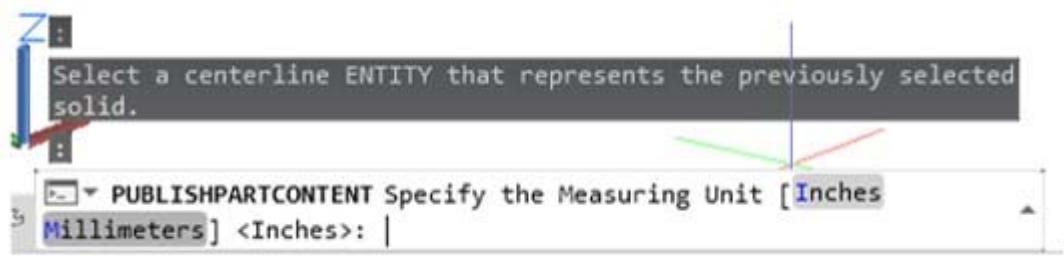 Z
:
Select a centerline ENTITY that represents the previously selected
solid.
:
PUBLISHPARTCONTENT Specify the Measuring Unit [Inches
Millimeters] <Inches>: